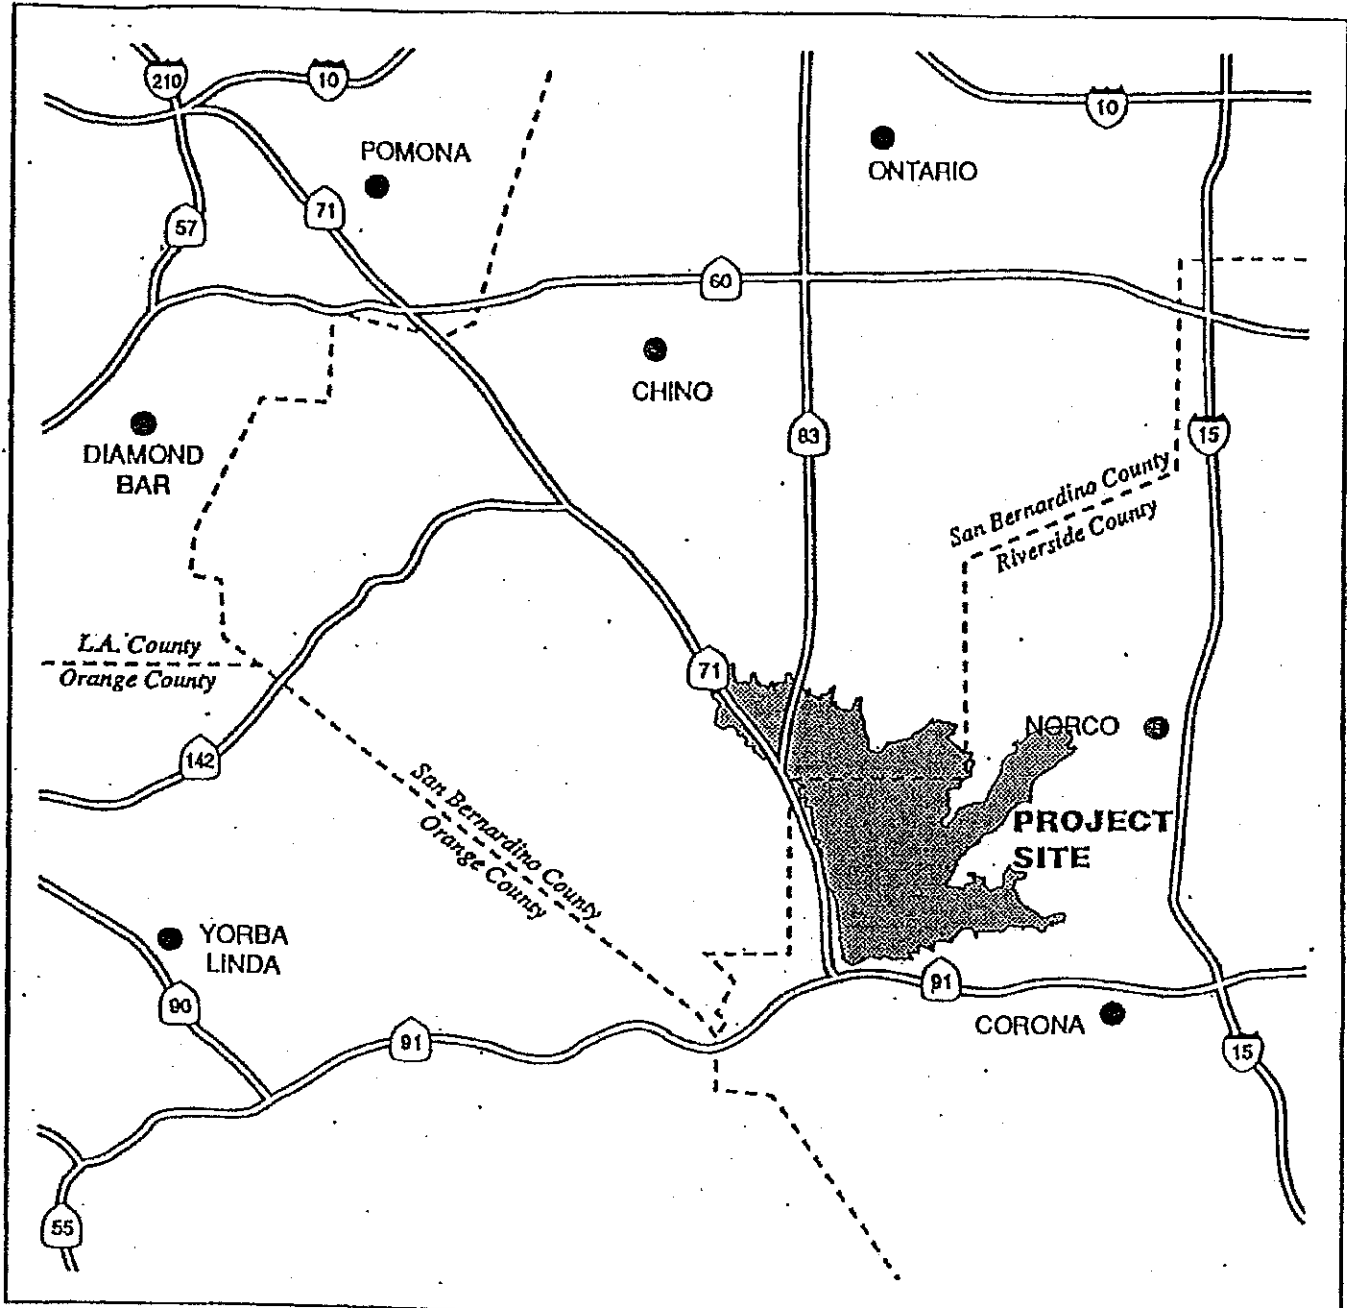 210
10
10
POMONA
ONTARIO
71
57
60
CHINO
DIAMOND
BAR
83
15
San Bernardino County
Riverside County
L.A. County
Orange County
71
NORCO
142
San Bernardino County
Orange County
PROJECT
SITE
YORBA
LINDA
90
91
91
CORONA
15
55